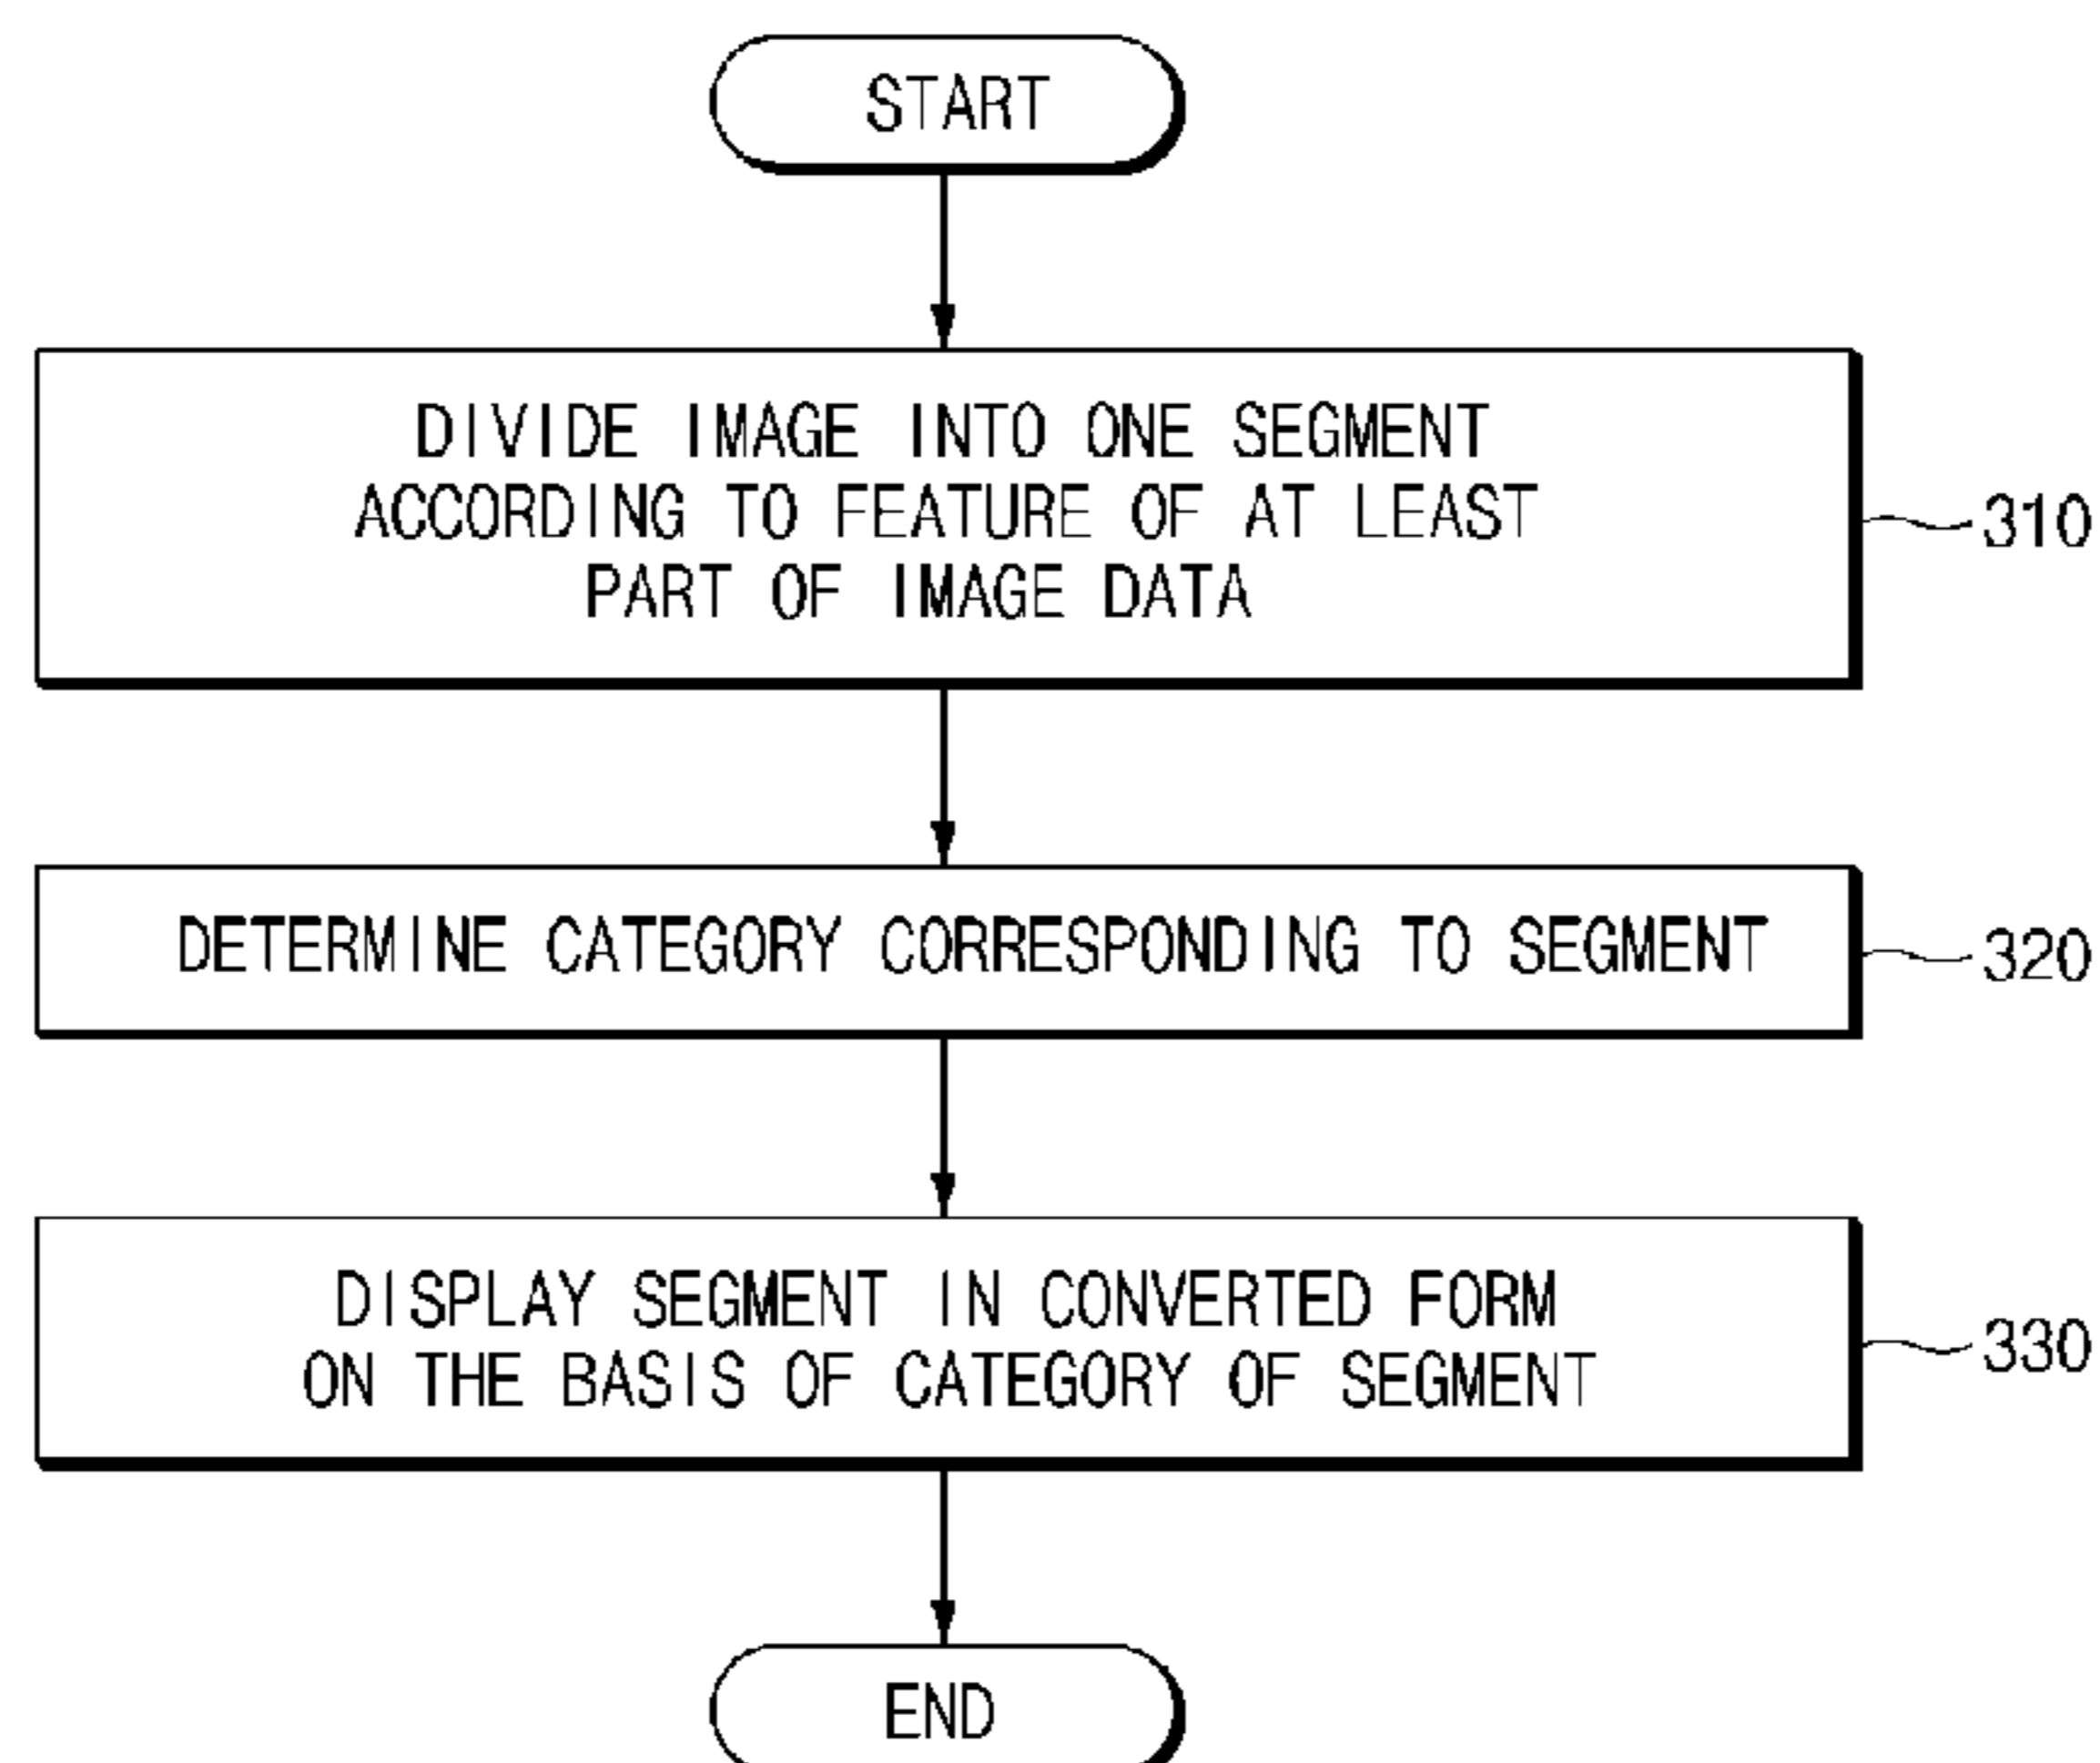 START
DIVIDE IMAGE INTO ONE SEGMENT
ACCORDING TO FEATURE OF AT LEAST
PART OF IMAGE DATA
310
DETERMINE CATEGORY CORRESPONDING TO SEGMENT
320
DISPLAY SEGMENT IN CONVERTED FORM
ON THE BASIS OF CATEGORY OF SEGMENT
330
END